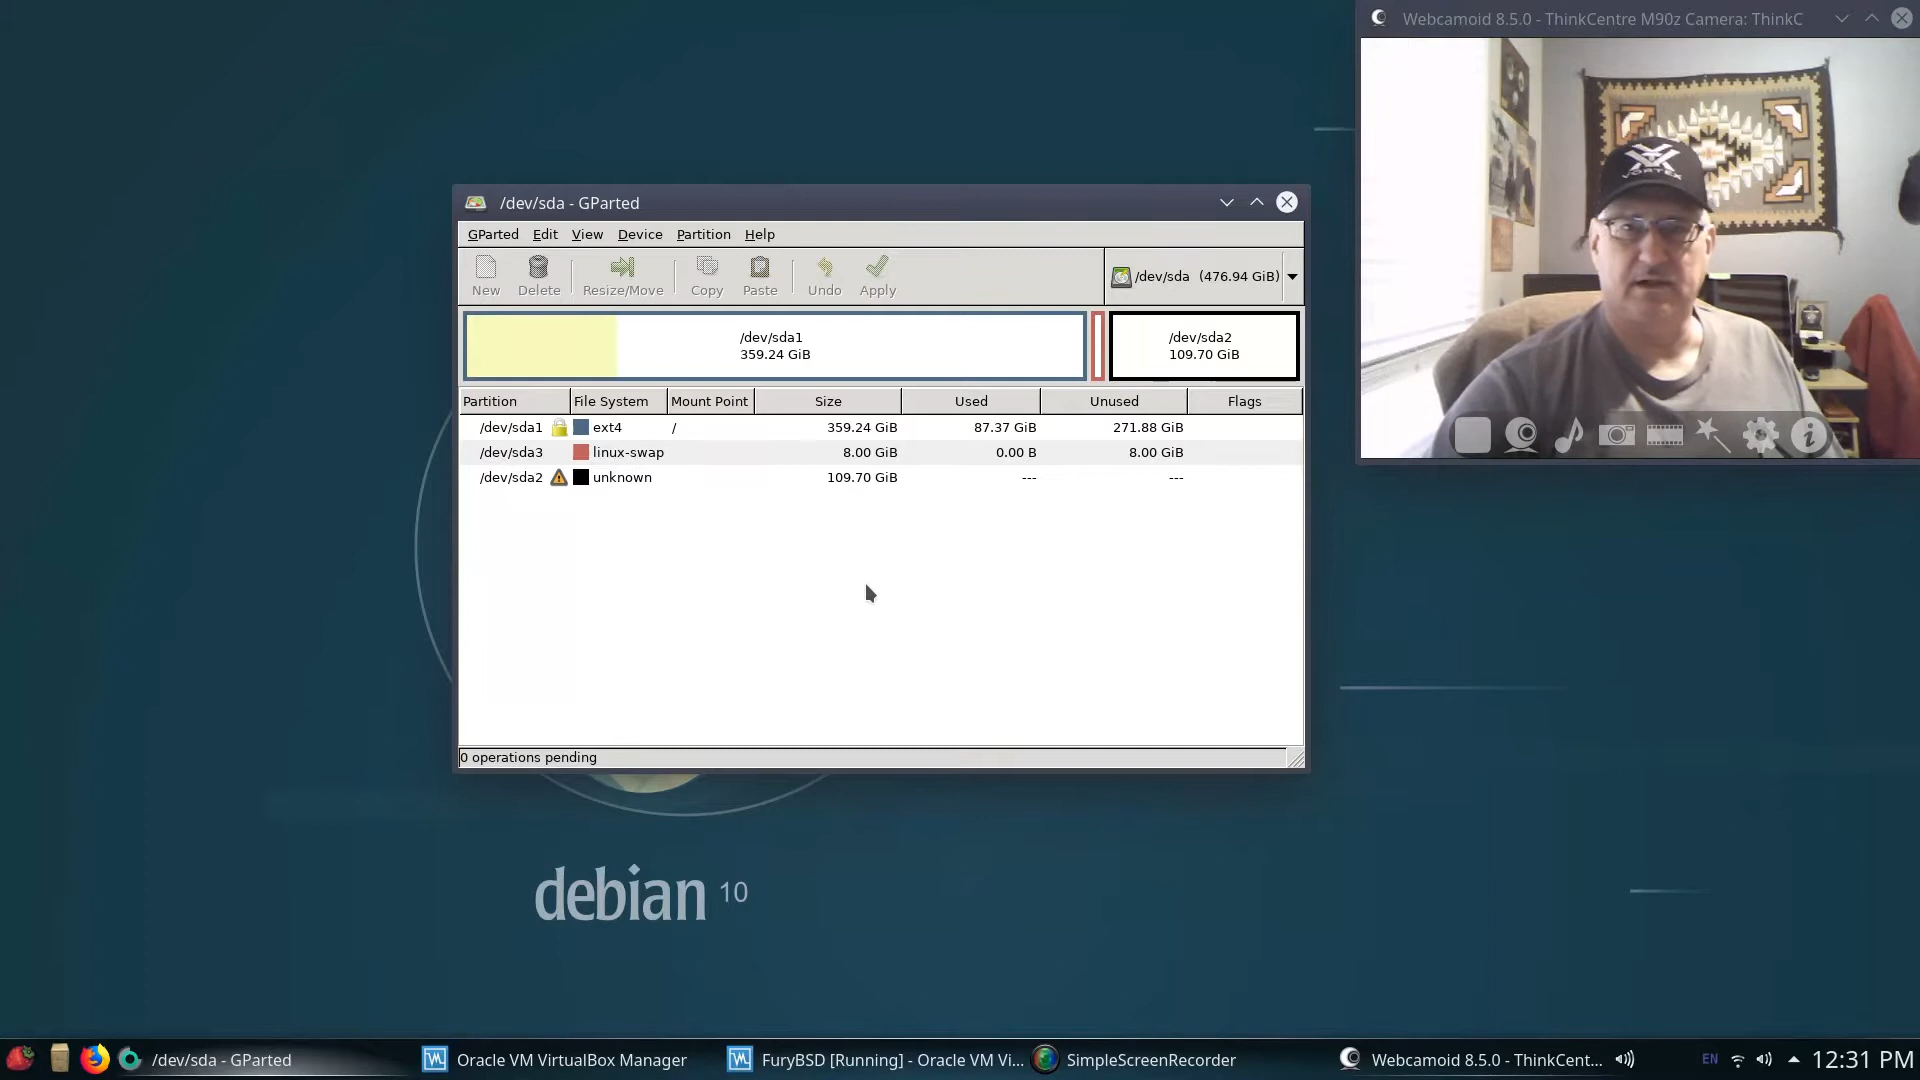 Webcamoid 8.5.0 - ThinkCentre M90z Camera: ThinkC
VORTEX
/dev/sda - GParted
GParted Edit View Device Partition Help
New Delete Resize/Move Copy Paste Undo Apply /dev/sda (476.94 GiB)
/dev/sda1
359.24 GiB
/dev/sda2
109.70 GiB
Partition File System Mount Point Size Used Unused Flags
/dev/sda1 ext4 / 359.24 GiB 87.37 GiB 271.88 GiB
/dev/sda3 linux-swap 8.00 GiB 0.00 B 8.00 GiB
/dev/sda2 unknown 109.70 GiB --- ---
0 operations pending
debian 10
/dev/sda - GParted Oracle VM VirtualBox Manager FuryBSD [Running] - Oracle VM Vi... SimpleScreenRecorder Webcamoid 8.5.0 - ThinkCent... EN 12:31 PM